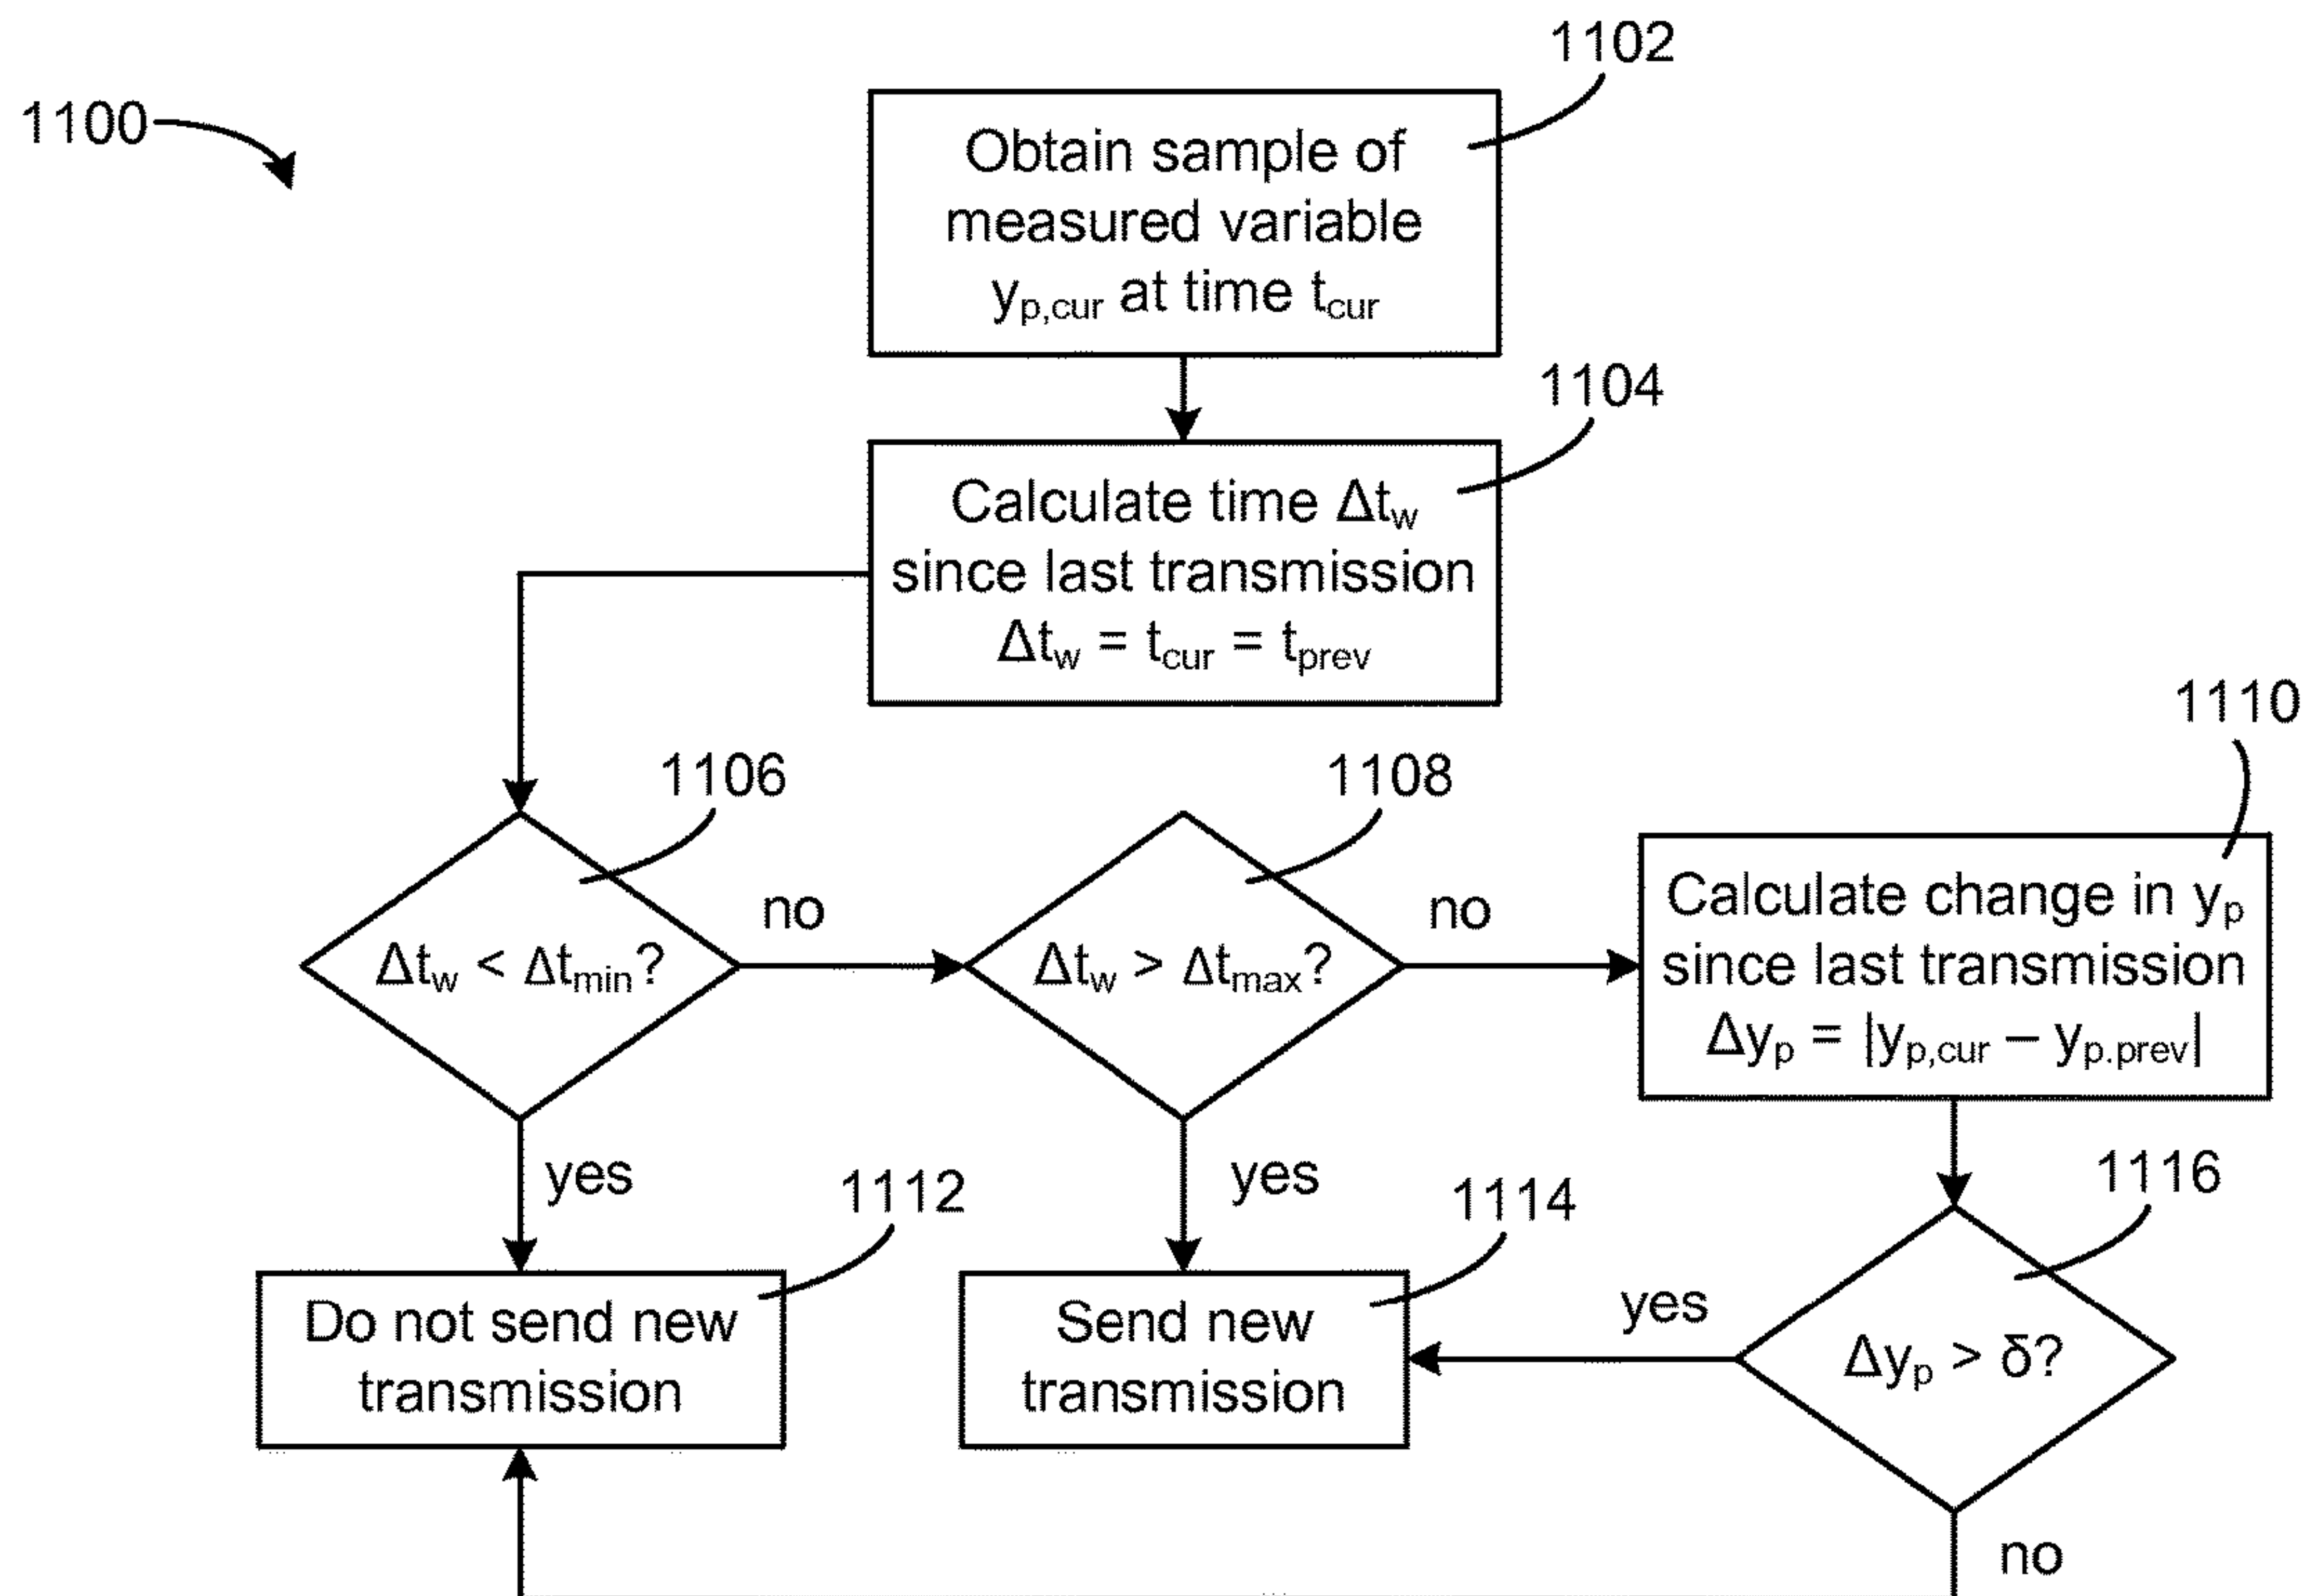 1102
1100
Obtain sample of
measured variable
yp,cur at time tcur
1104
Calculate time Δtw
since last transmission
Δtw = tcur = tprev
1110
1106
1108
Calculate change in yp
since last transmission
Δyp = |yp,cur – yp.prev|
no
no
Δtw < Δtmin?
Δtw > Δtmax?
yes
yes
1112
1114
1116
Do not send new
transmission
Send new
transmission
yes
Δyp > δ?
no